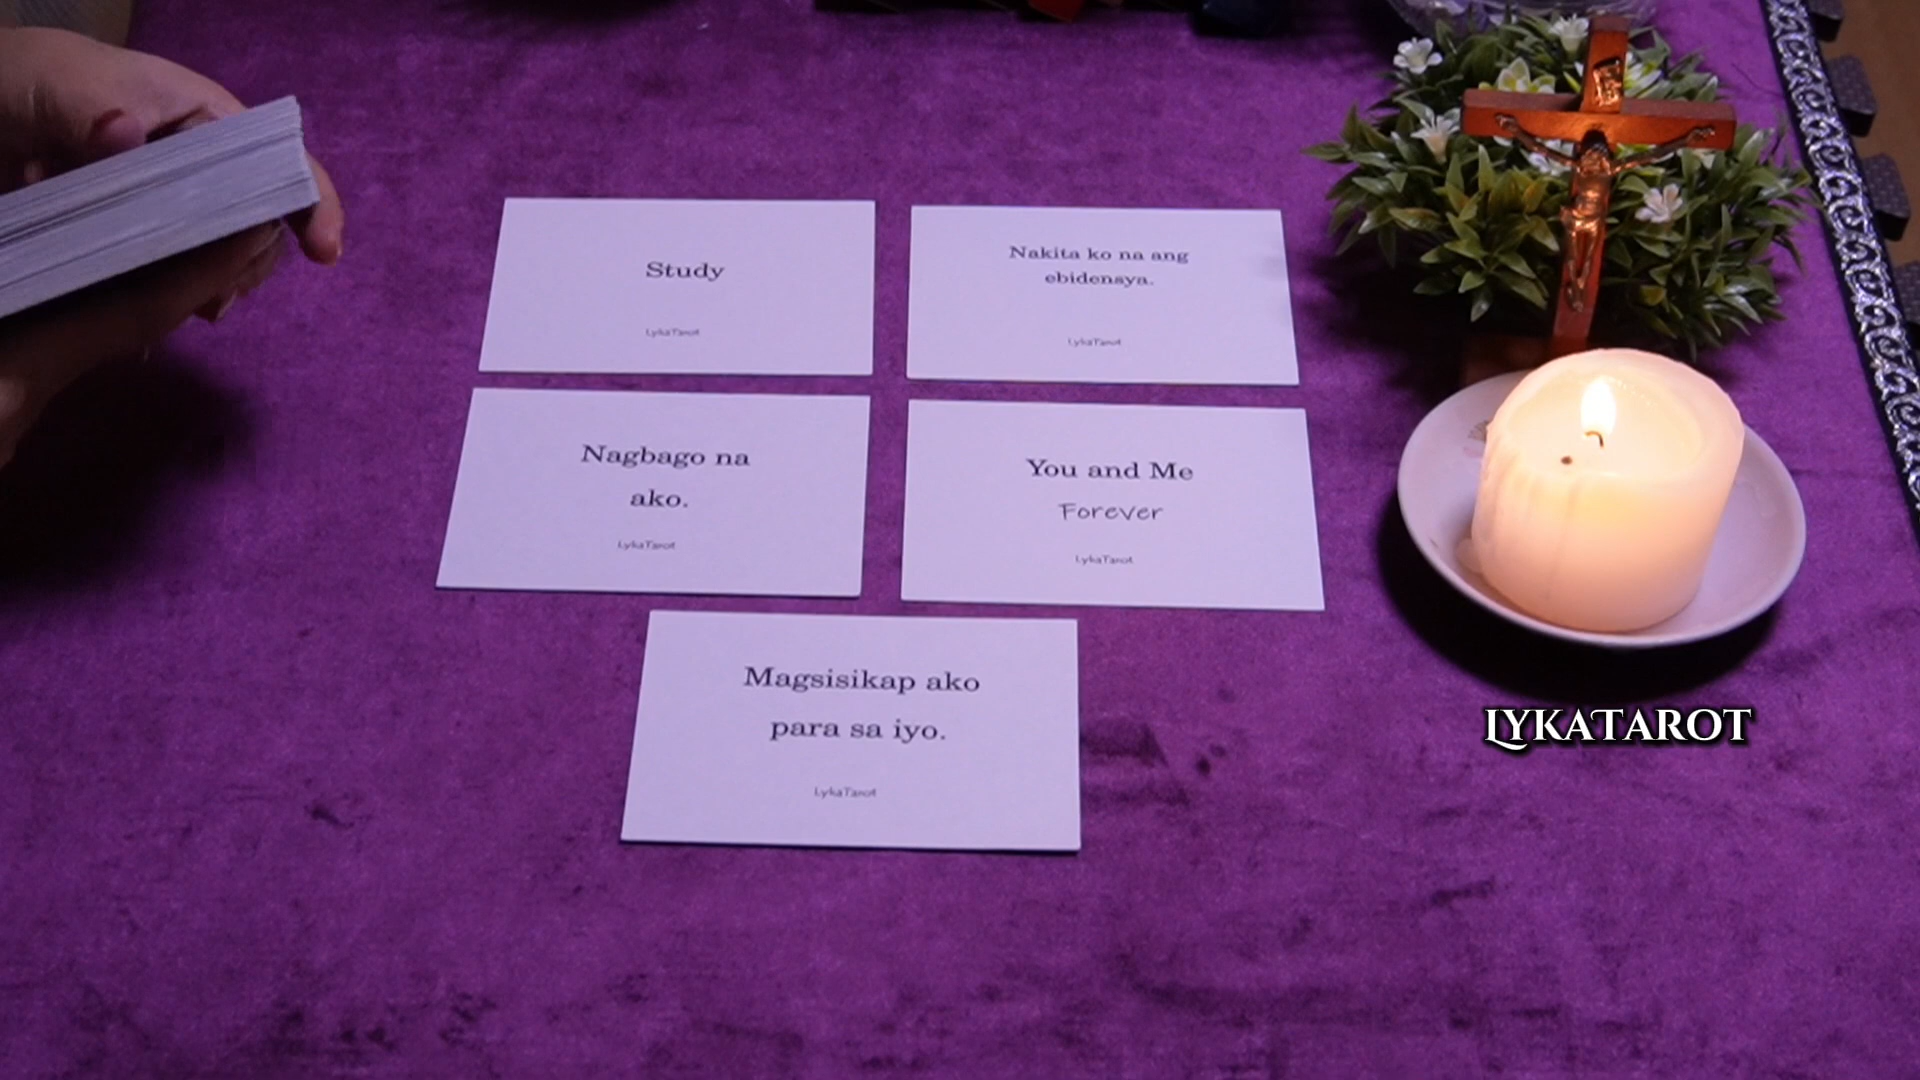 Study
LykaTarot
Nakita ko na ang
ebidensya.
LykaTarot
Nagbago na
ako.
LykaTarot
You and Me
Forever
LykaTarot
Magsisikap ako
para sa iyo.
LykaTarot
LYKATAROT